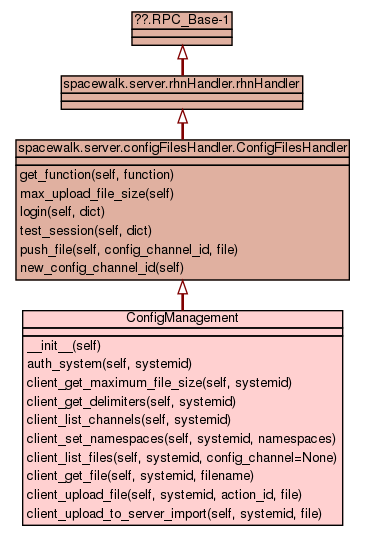 ??.RPC_Base-1
spacewalk.server.rhnHandler.rhnHandler
spacewalk.server.configFilesHandler.ConfigFilesHandler
get_function(self, function)
max_upload_file_size(self)
login(self, dict)
test_session(self, dict)
push_file(self, config_channel_id, file)
new_config_channel_id(self)
ConfigManagement
__init__(self)
auth_system(self, systemid)
client_get_maximum_file_size(self, systemid)
client_get_delimiters(self, systemid)
client_list_channels(self, systemid)
client_set_namespaces(self, systemid, namespaces)
client_list_files(self, systemid, config_channel=None)
client_get_file(self, systemid, filename)
client_upload_file(self, systemid, action_id, file)
client_upload_to_server_import(self, systemid, file)